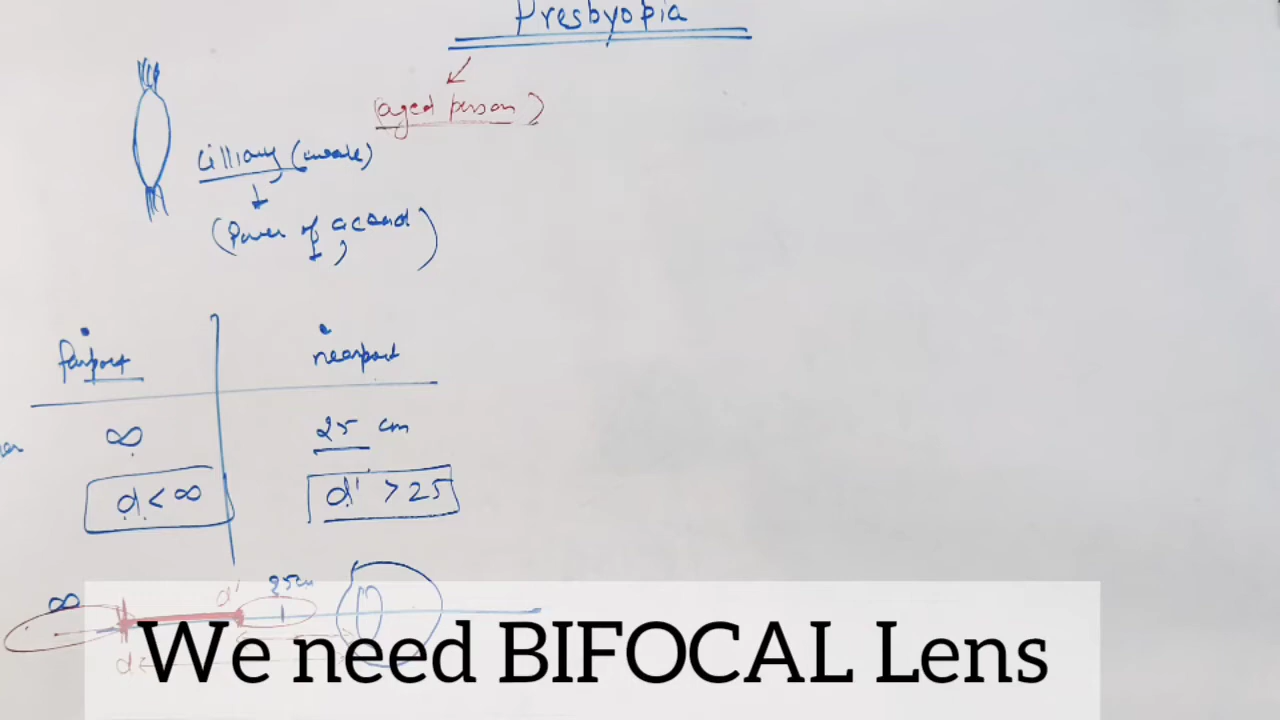 Presbyopia
(aged person)
cilliary (weak)
(Power of accomd)
farpoint
nearpoint
∞
25 cm
d < ∞
d' > 25
∞
d'
25cm
d
We need BIFOCAL Lens